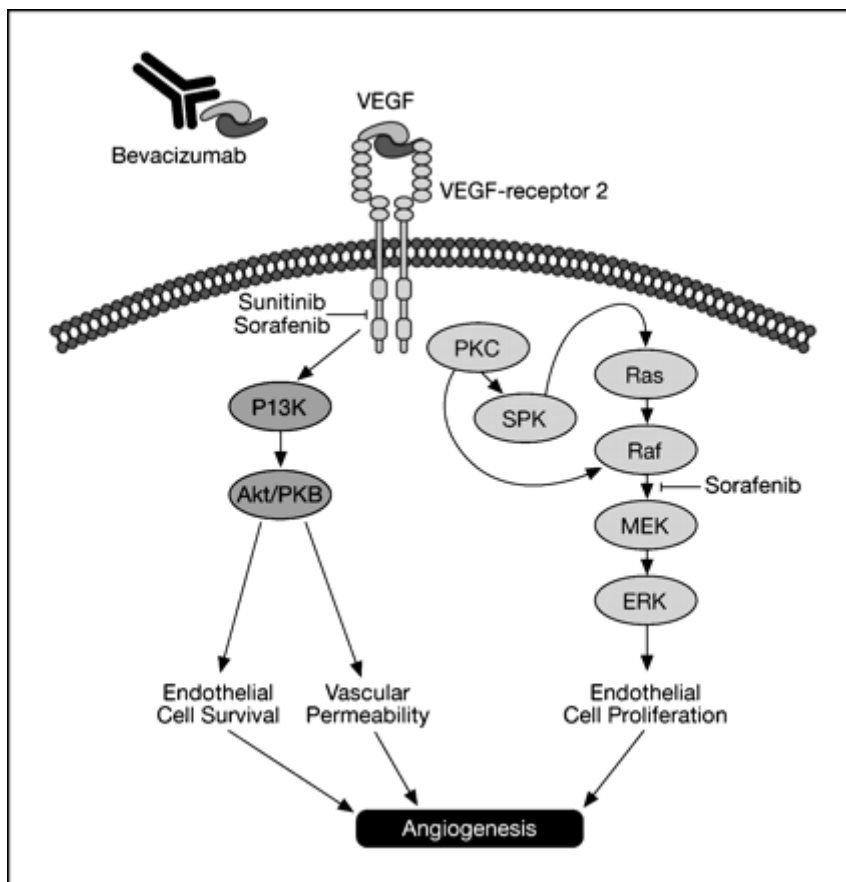 VEGF
Bevacizumab
VEGF-receptor 2
Sunitinib
Sorafenib
PKC
Ras
P13K
SPK
Raf
Akt/PKB
Sorafenib
MEK
ERK
Endothelial
Cell Survival
Vascular
Permeability
Endothelial
Cell Proliferation
Angiogenesis